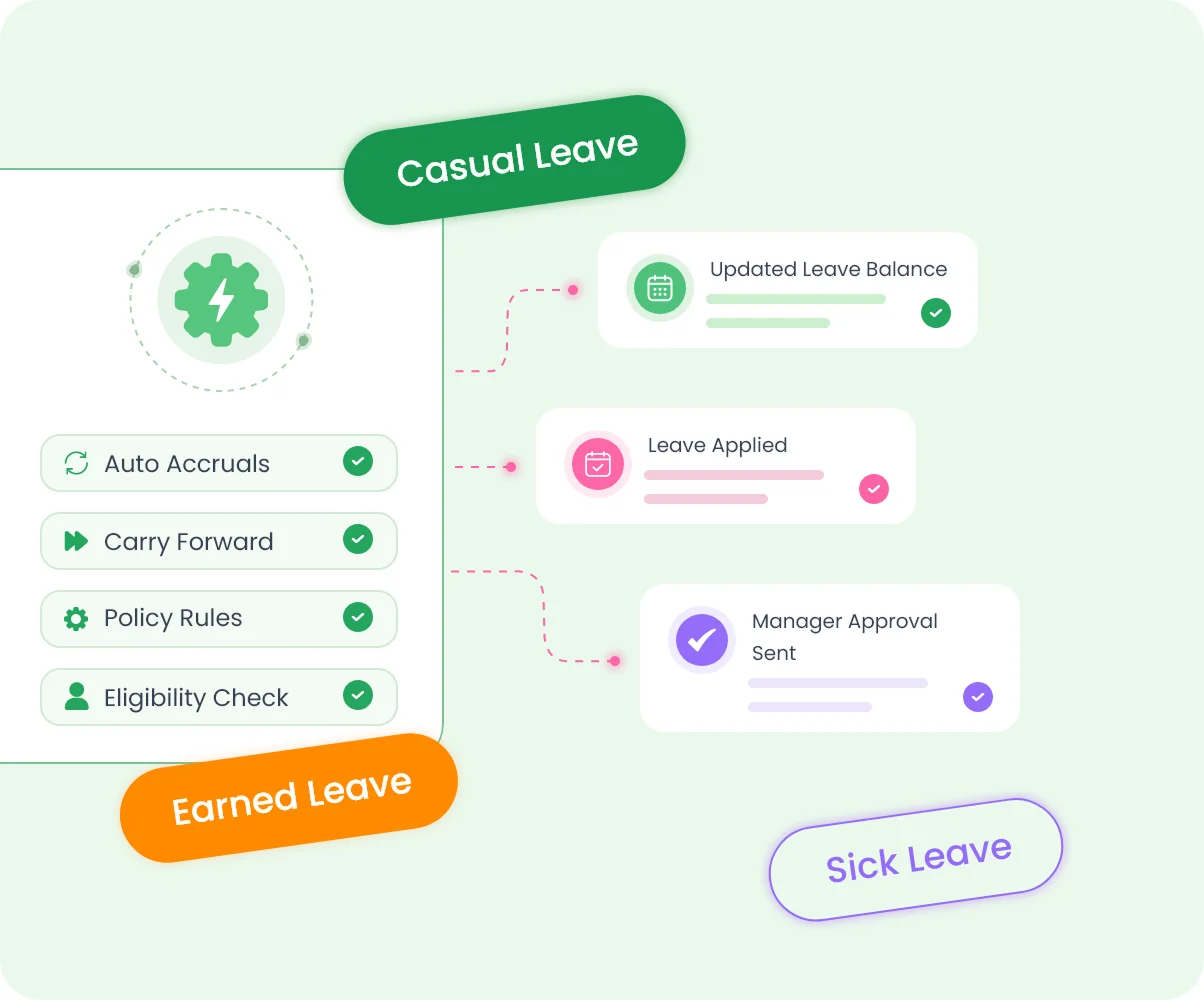 Casual Leave
Auto Accruals
Carry Forward
Policy Rules
Eligibility Check
Earned Leave
Updated Leave Balance
Leave Applied
Manager Approval
Sent
Sick Leave